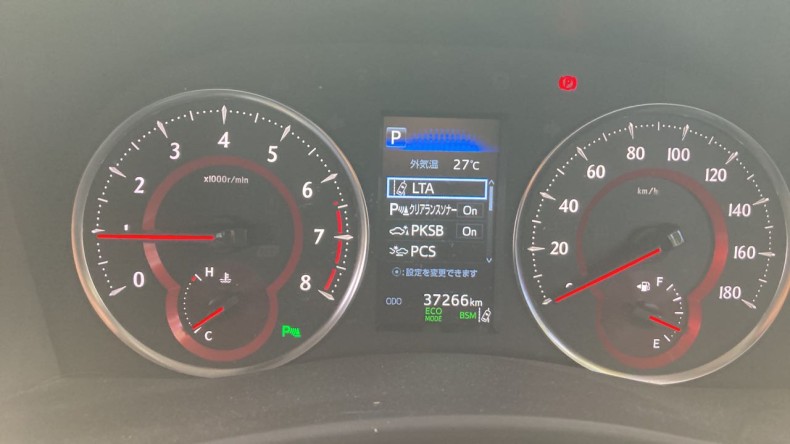 x1000r/min
0
2
3
4
5
6
7
8
H
C
P
外気温 27℃
LTA
P クリアランスソナー On
PKSB On
PCS
:設定を変更できます
ODO 37266km
ECO MODE BSM
P
km/h
20
40
60
80
100
120
140
160
180
F
E
P